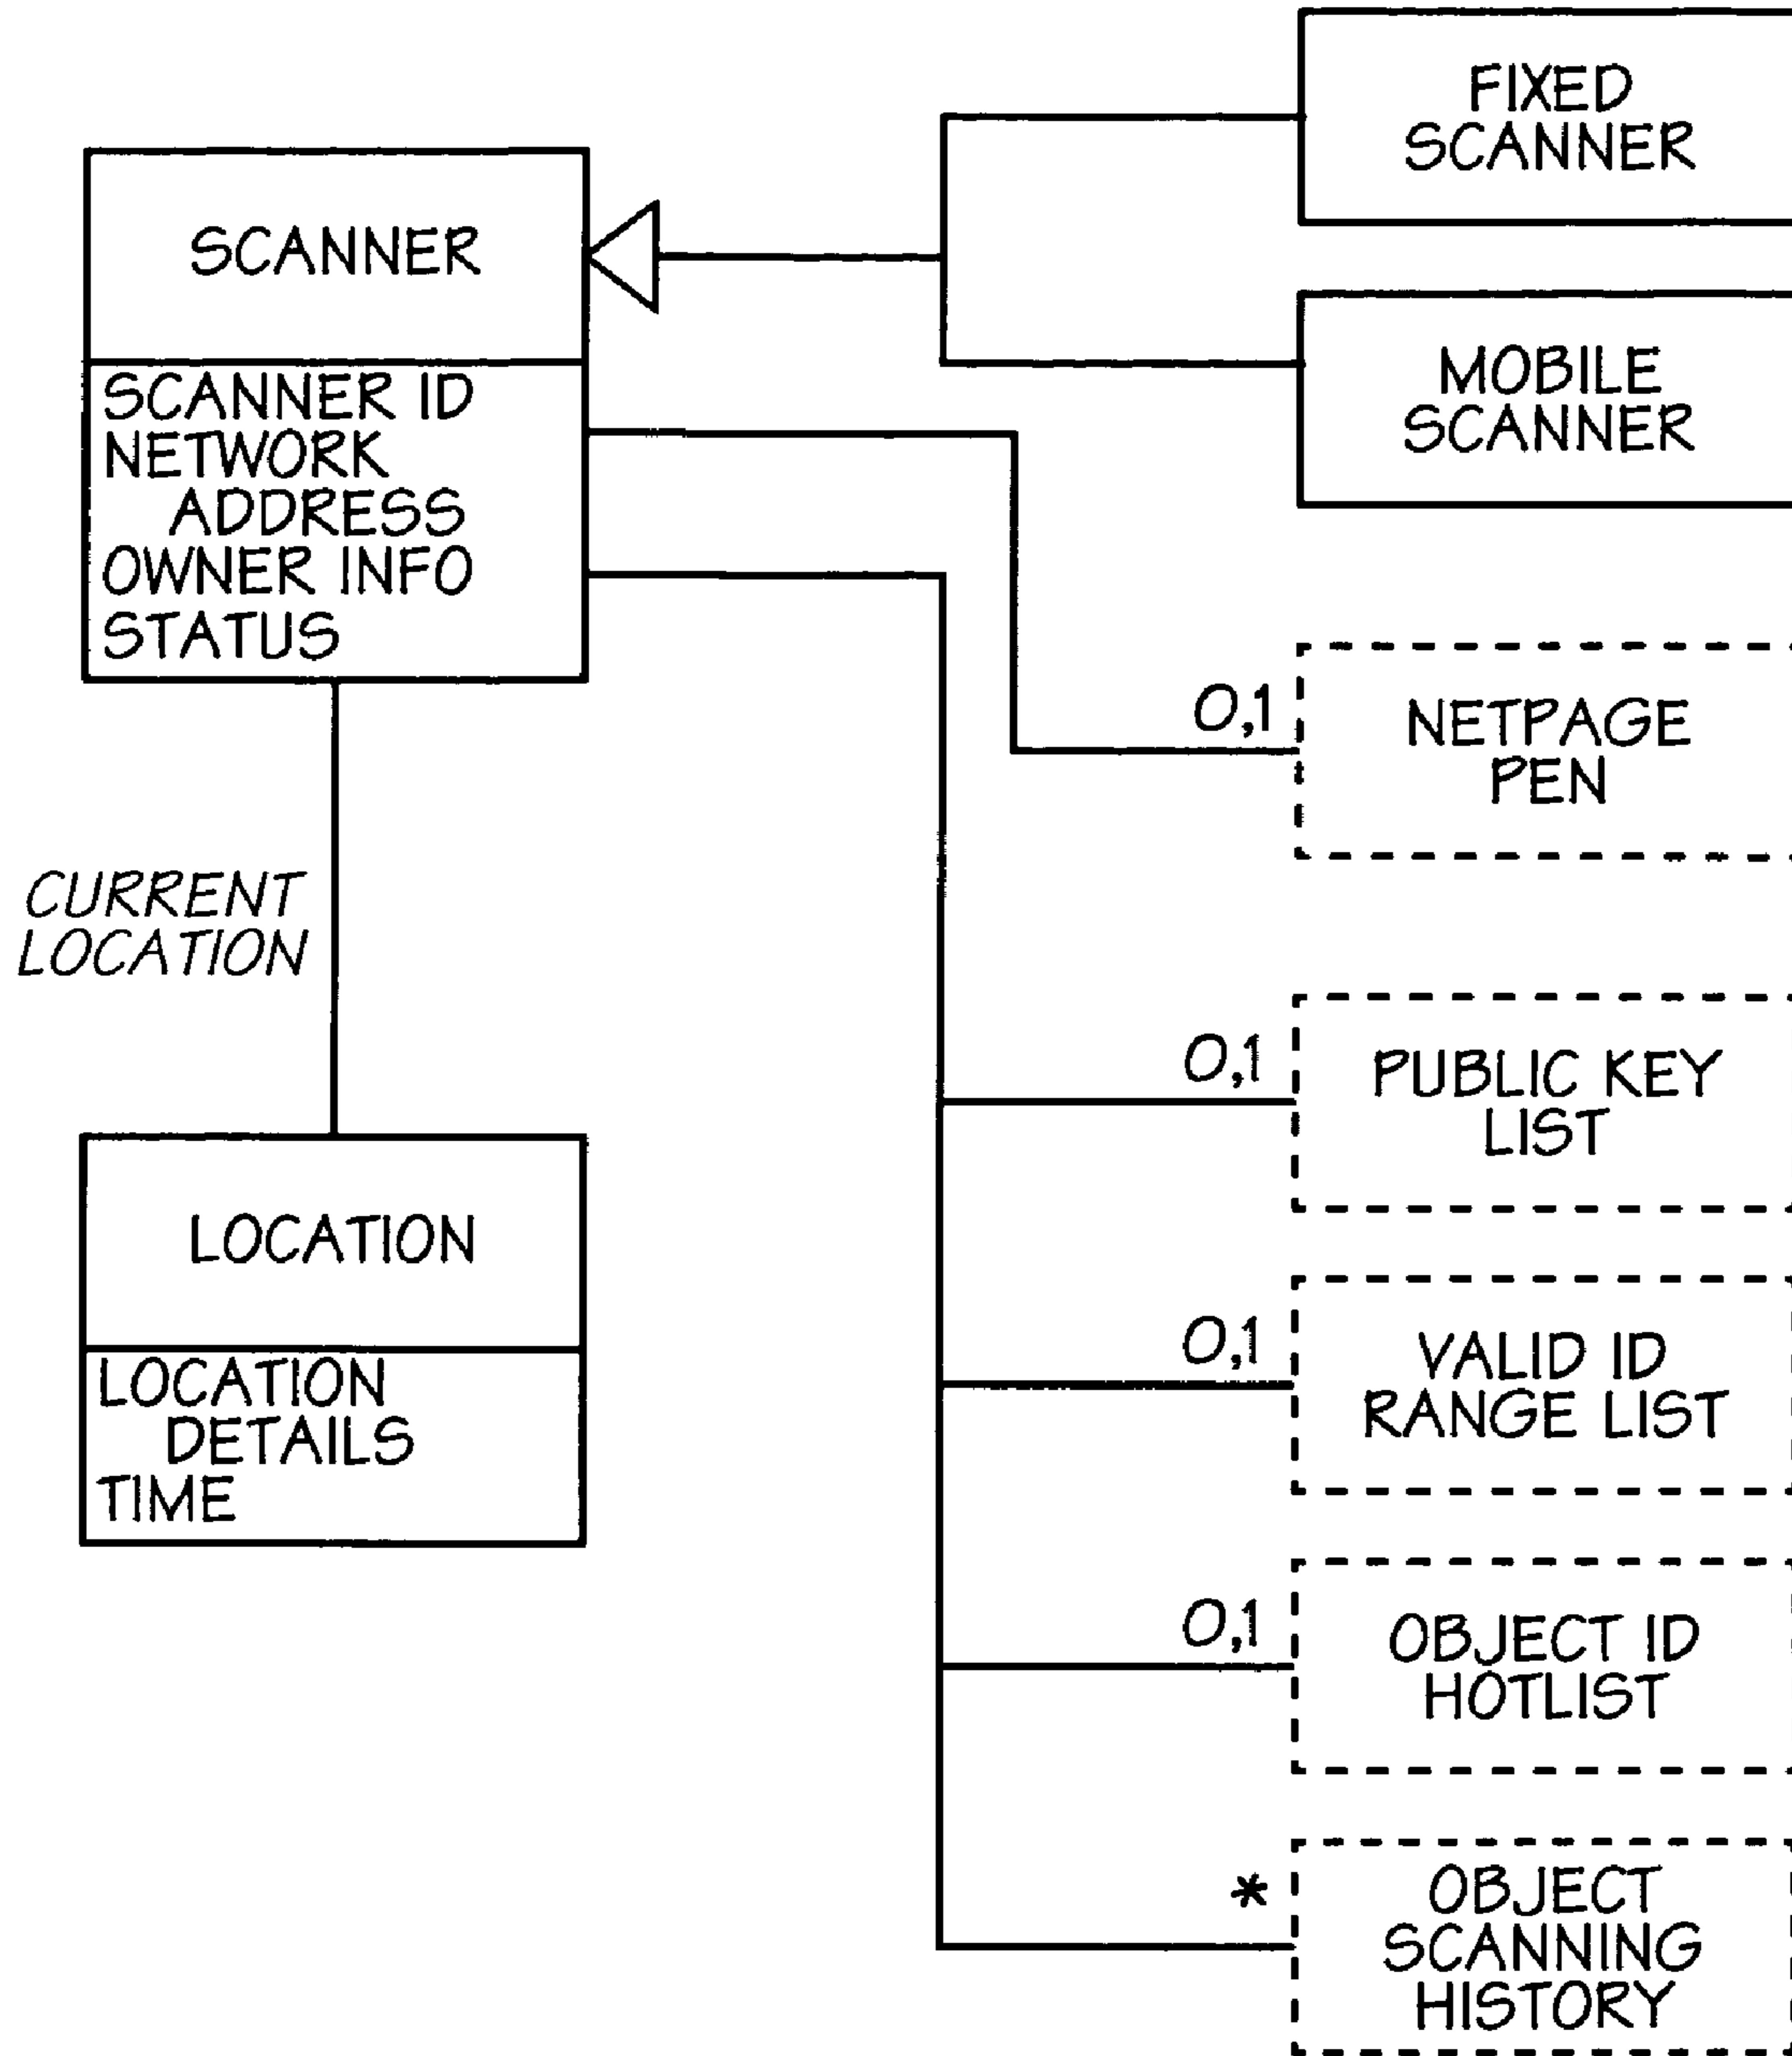 FIXED
SCANNER
SCANNER
MOBILE
SCANNER
SCANNER ID
NETWORK
ADDRESS
OWNER INFO
STATUS
0,1
NETPAGE
PEN
CURRENT
LOCATION
0,1
PUBLIC KEY
LIST
LOCATION
0,1
VALID ID
RANGE LIST
LOCATION
DETAILS
TIME
0,1
OBJECT ID
HOTLIST
*
OBJECT
SCANNING
HISTORY